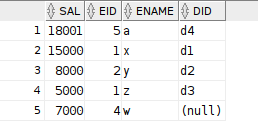 SAL EID ENAME DID
1 18001 5 a d4
2 15000 1 x d1
3 8000 2 y d2
4 5000 1 z d3
5 7000 4 w (null)